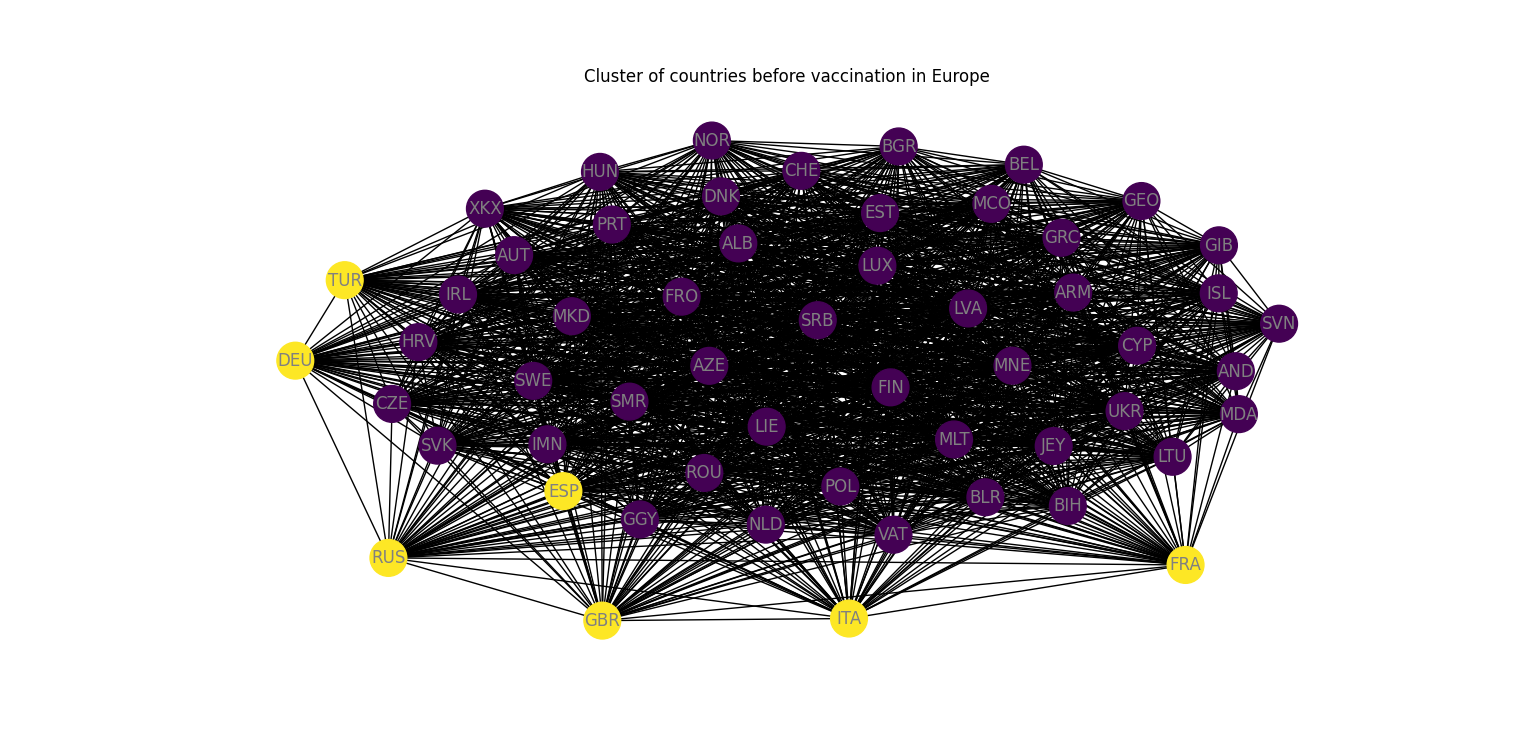 Cluster of countries before vaccination in Europe
NOR
BGR
BEL
HUN
CHE
DNK
MCO
GEO
XKX
EST
PRT
GRC
ALB
GIB
AUT
LUX
TUR
IRL
ISL
ARM
FRO
LVA
MKD
SRB
SVN
HRV
CYP
DEU
AZE
MNE
AND
SWE
FIN
SMR
CZE
UKR
MDA
LIE
MLT
SVK
IMN
JEY
LTU
ROU
POL
ESP
BLR
BIH
GGY
NLD
VAT
RUS
FRA
ITA
GBR